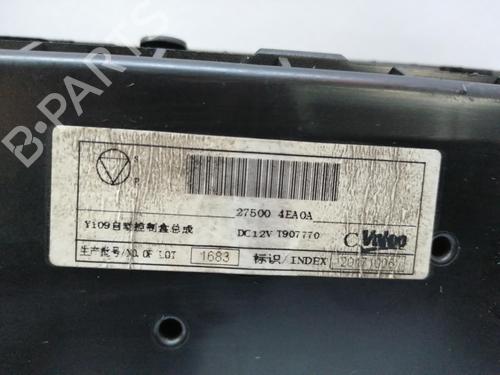 B-PARTS
27500 4EA0A
Y109自动控制盒总成 DC12V T907770
C Valeo
生产批号/NO.OF LOT 1683 标识/INDEX